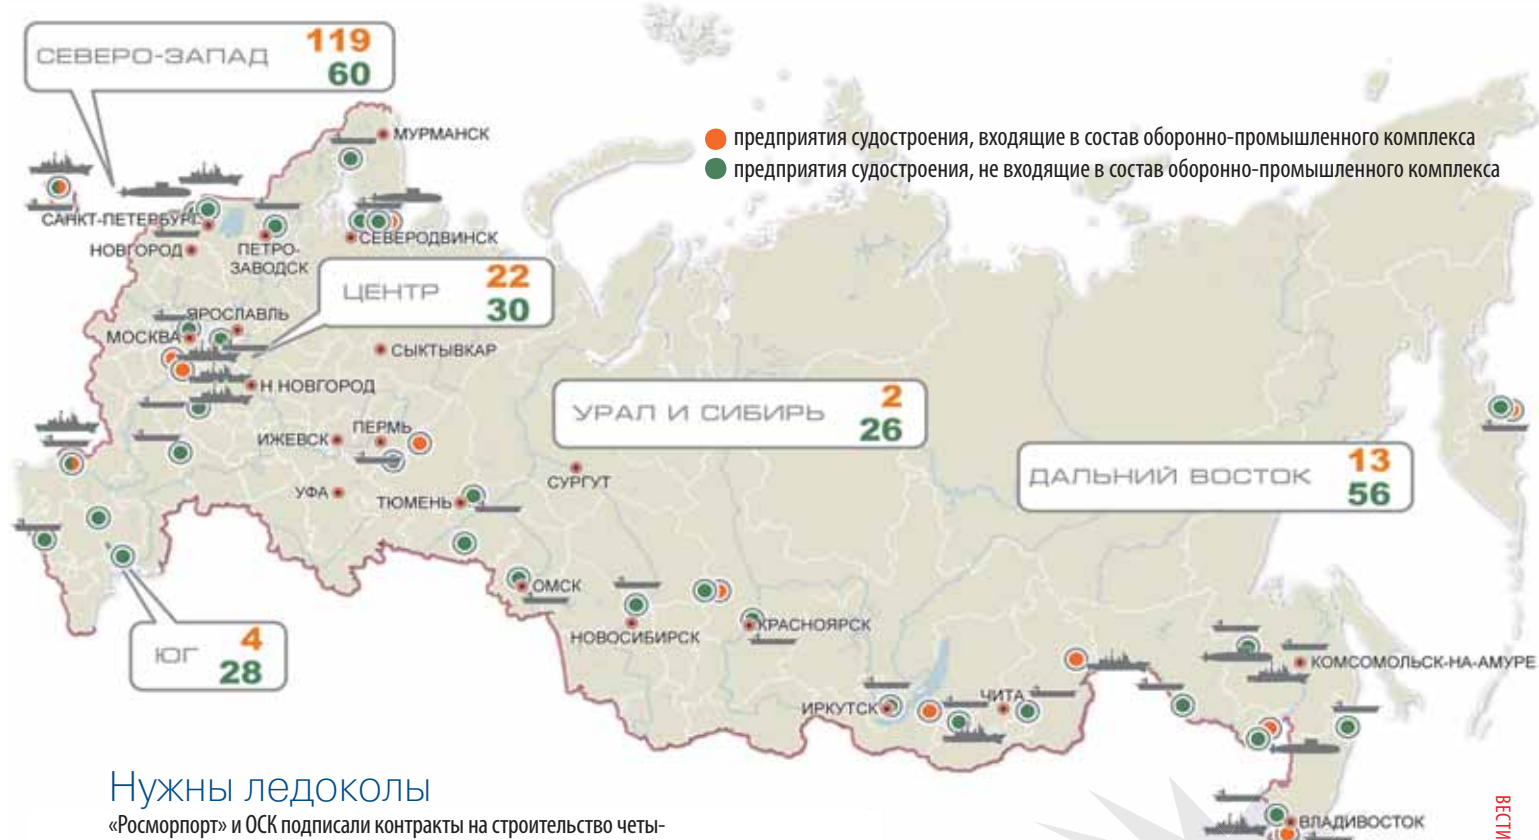 СЕВЕРО-ЗАПАД 119
60
МУРМАНСК
предприятия судостроения, входящие в состав оборонно-промышленного комплекса
предприятия судостроения, не входящие в состав оборонно-промышленного комплекса
САНКТ-ПЕТЕРБУРГ
НОВГОРОД
ПЕТРО-
ЗАВОДСК
СЕВЕРОДВИНСК
ЦЕНТР 22
30
ЯРОСЛАВЛЬ
МОСКВА
СЫКТЫВКАР
Н.НОВГОРОД
УРАЛ И СИБИРЬ 2
26
ИЖЕВСК
ПЕРМЬ
ДАЛЬНИЙ ВОСТОК 13
56
СУРГУТ
УФА
ТЮМЕНЬ
ОМСК
НОВОСИБИРСК
КРАСНОЯРСК
ЮГ 4
28
КОМСОМОЛЬСК-НА-АМУРЕ
ИРКУТСК
ЧИТА
ВЛАДИВОСТОК
Нужны ледоколы
«Росморпорт» и ОСК подписали контракты на строительство четы-
ВЕСТИ